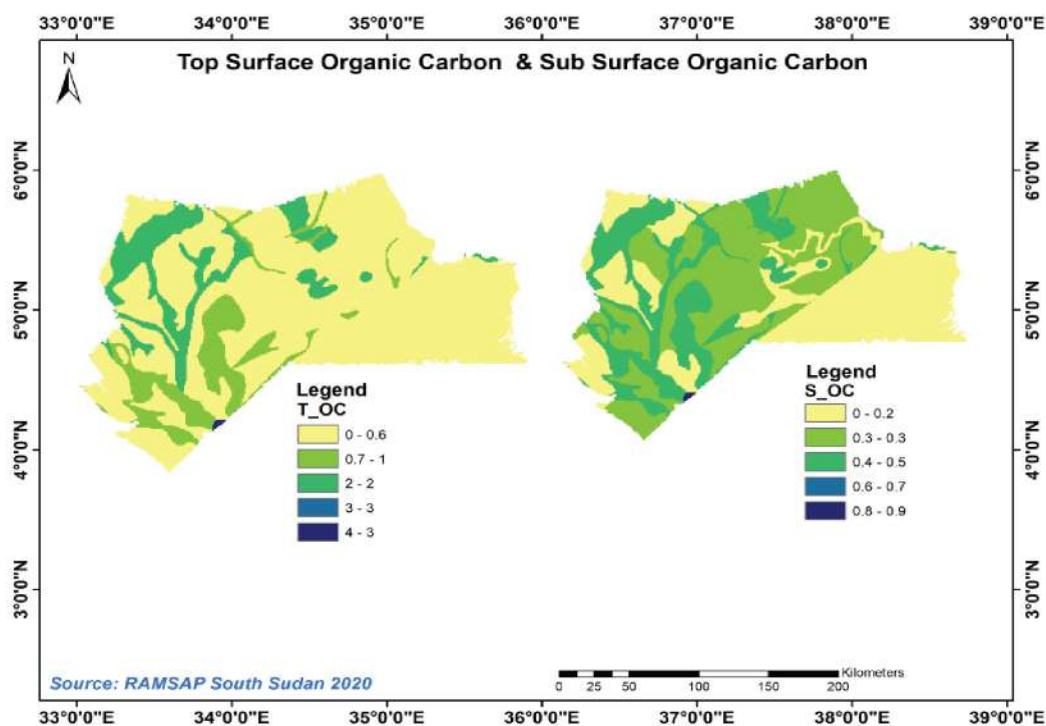 33°0'0"E 34°0'0"E 35°0'0"E 36°0'0"E 37°0'0"E 38°0'0"E 39°0'0"E
N
Top Surface Organic Carbon & Sub Surface Organic Carbon
6°0'0"N
5°0'0"N
4°0'0"N
3°0'0"N
Legend
T_OC
0 - 0.6
0.7 - 1
2 - 2
3 - 3
4 - 3
Legend
S_OC
0 - 0.2
0.3 - 0.3
0.4 - 0.5
0.6 - 0.7
0.8 - 0.9
6°0'0"N
5°0'0"N
4°0'0"N
3°0'0"N
Source: RAMSAP South Sudan 2020
Kilometers
0 25 50 100 150 200
33°0'0"E 34°0'0"E 35°0'0"E 36°0'0"E 37°0'0"E 38°0'0"E 39°0'0"E